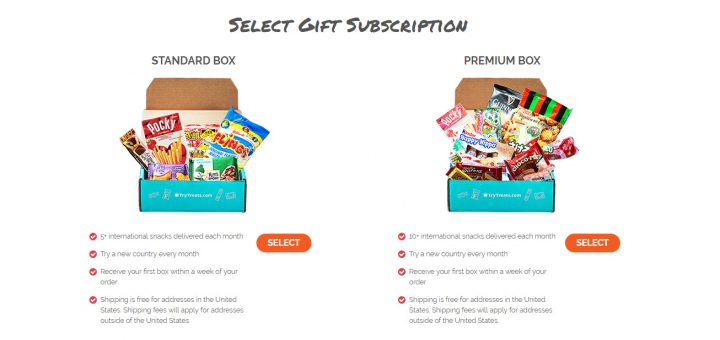 Select Gift Subscription
STANDARD BOX
Pocky
TryTreats.com
5+ international snacks delivered each month
SELECT
Try a new country every month
Receive your first box within a week of your
order
Shipping is free for addresses in the United
States. Shipping fees will apply for addresses
outside of the United States.
PREMIUM BOX
Pocky
GUINNESS
happy hippo
TryTreats.com
10+ international snacks delivered each month
SELECT
Try a new country every month
Receive your first box within a week of your
order
Shipping is free for addresses in the United
States. Shipping fees will apply for addresses
outside of the United States.